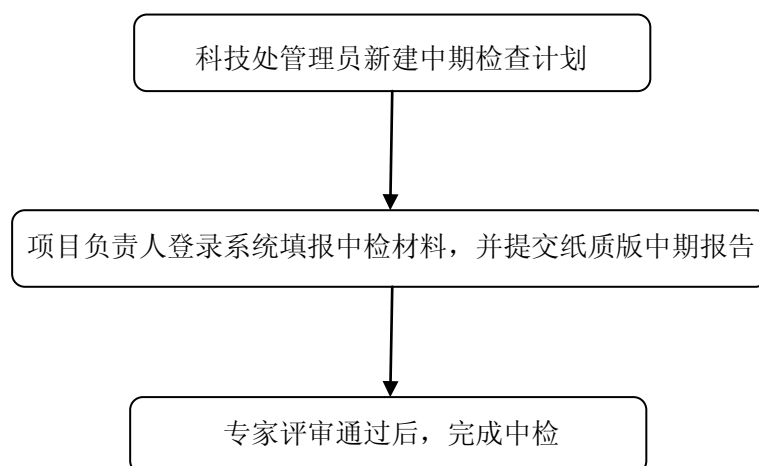 科技处管理员新建中期检查计划
项目负责人登录系统填报中检材料，并提交纸质版中期报告
专家评审通过后，完成中检